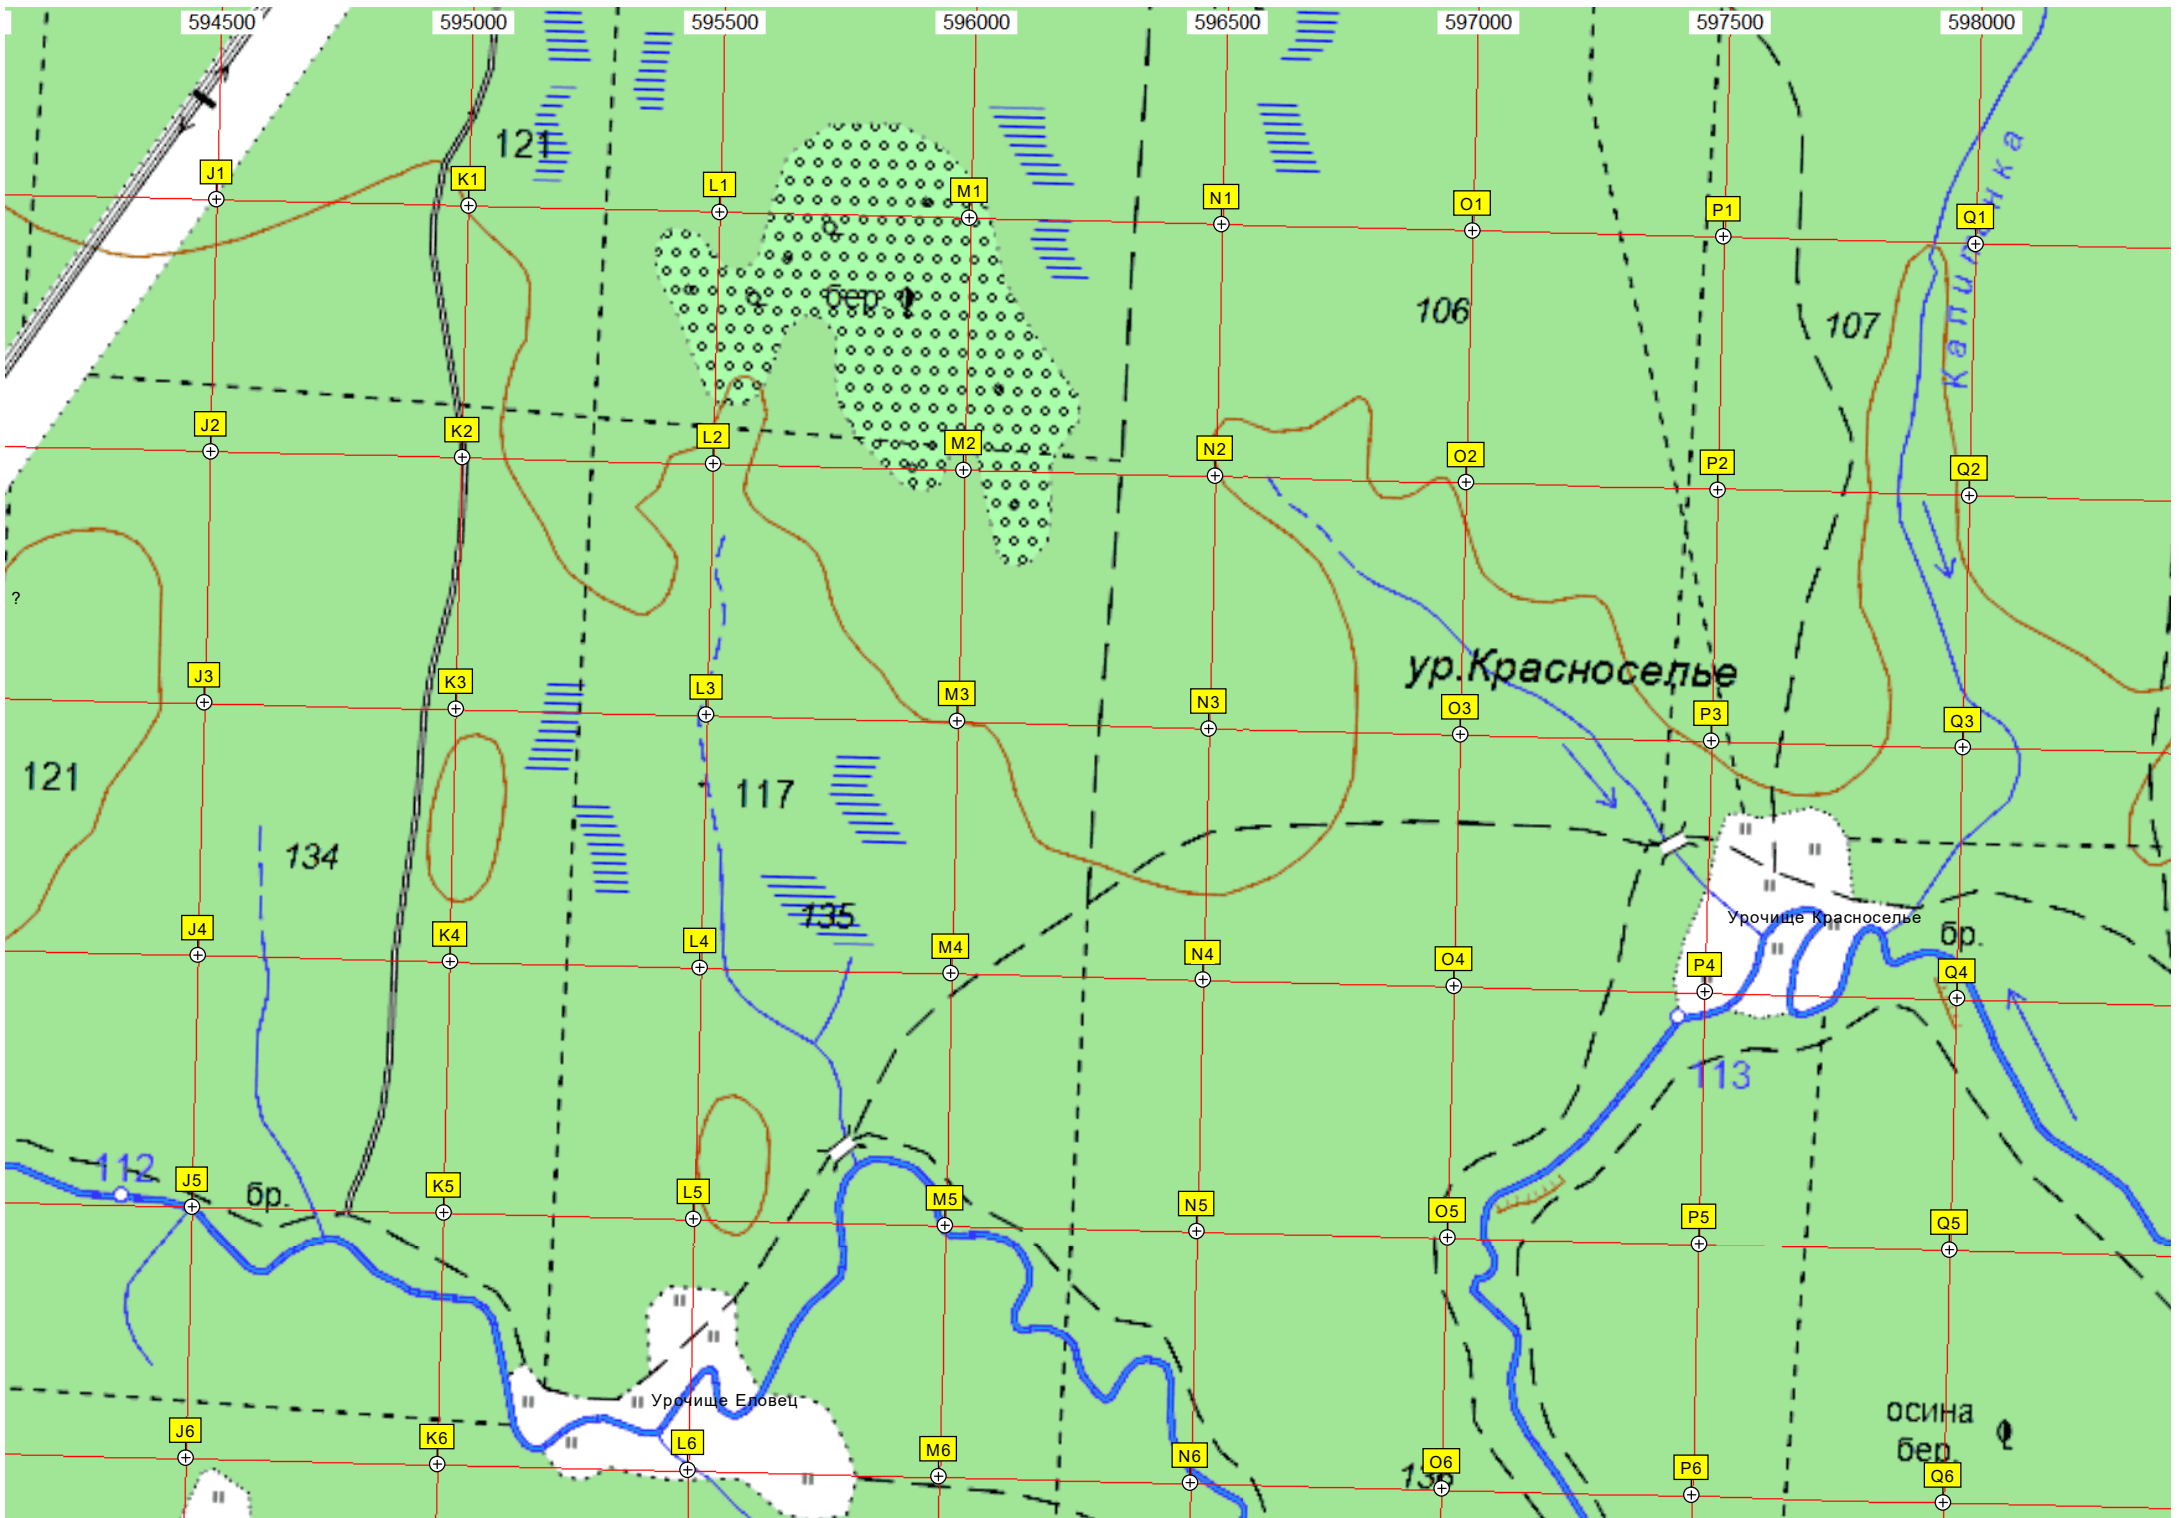 594500 595000 595500 596000 596500 597000 597500 598000
121
J1 K1 L1 M1 N1 O1 P1 Q1
бер.
106
107
J2 K2 L2 M2 N2 O2 P2 Q2
?
ур.Красноселье
J3 K3 L3 M3 N3 O3 P3 Q3
121
117
134
135
Урочище Красноселье
бр.
J4 K4 L4 M4 N4 O4 P4 Q4
113
112
бр.
J5 K5 L5 M5 N5 O5 P5 Q5
Урочище Еловец
осина
бер.
J6 K6 L6 M6 N6 O6 P6 Q6